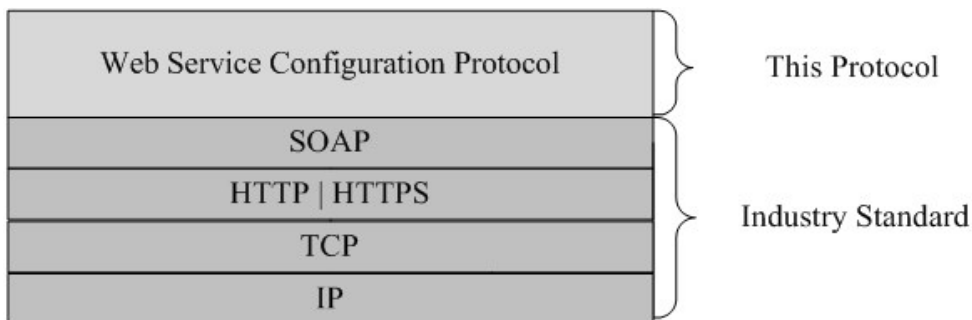 Web Service Configuration Protocol
This Protocol
SOAP
HTTP | HTTPS
Industry Standard
TCP
IP